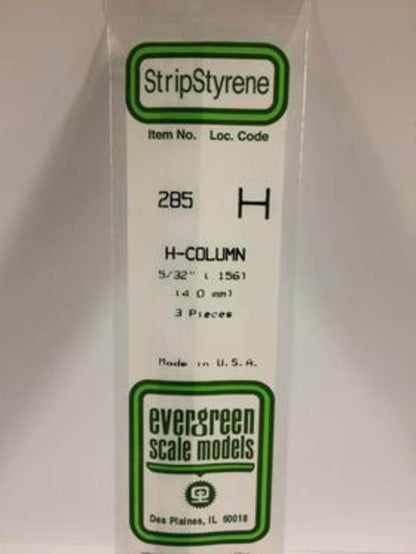 StripStyrene
Item No. Loc. Code
285 H
H-COLUMN
5/32" ( .156)
(4.0 mm)
3 Pieces
Made in U.S.A.
evergreen
scale models
Des Plaines, IL 60018